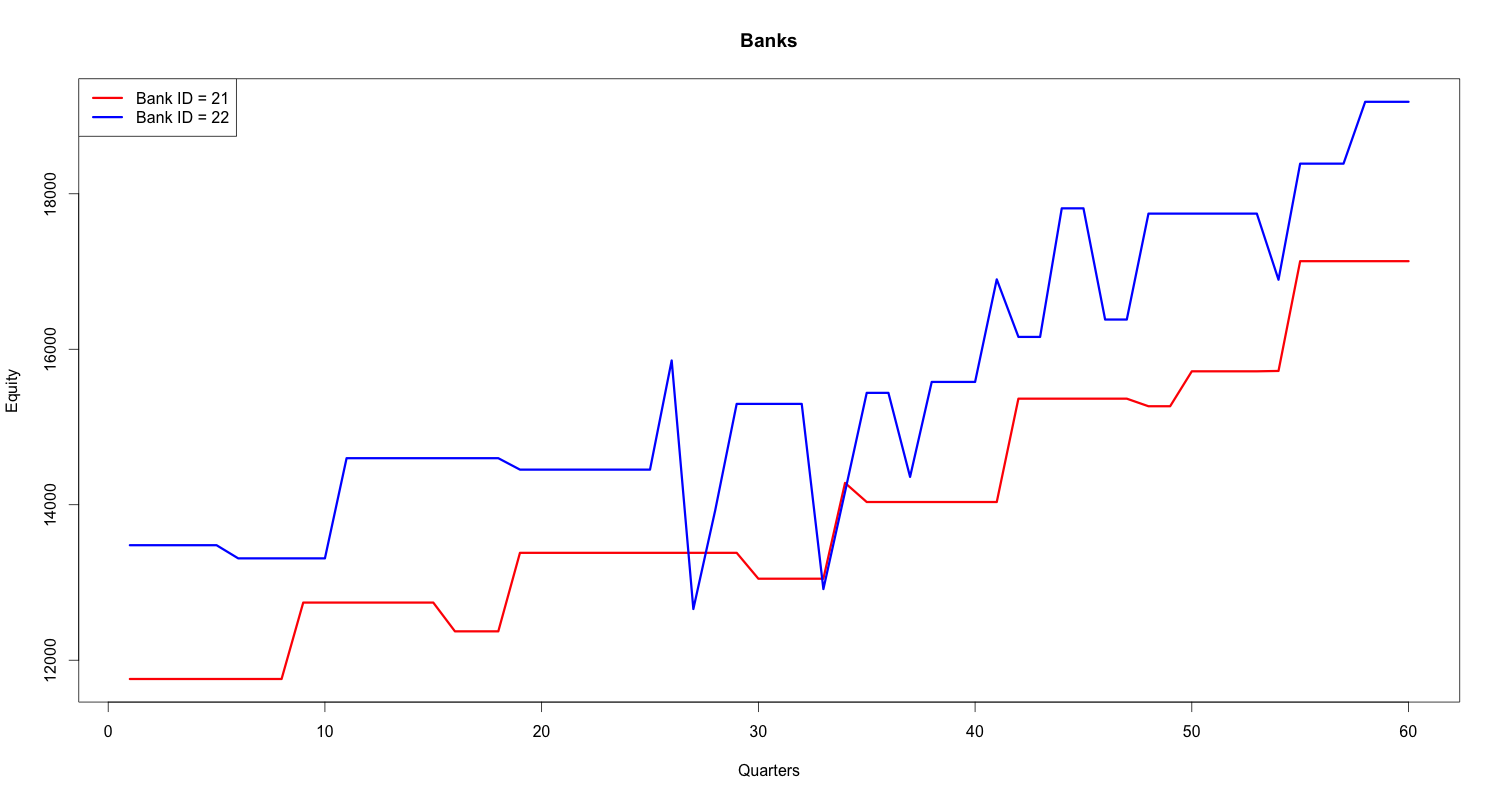 Banks
Bank ID = 21
Bank ID = 22
Equity
18000
16000
14000
12000
0 10 20 30 40 50 60
Quarters